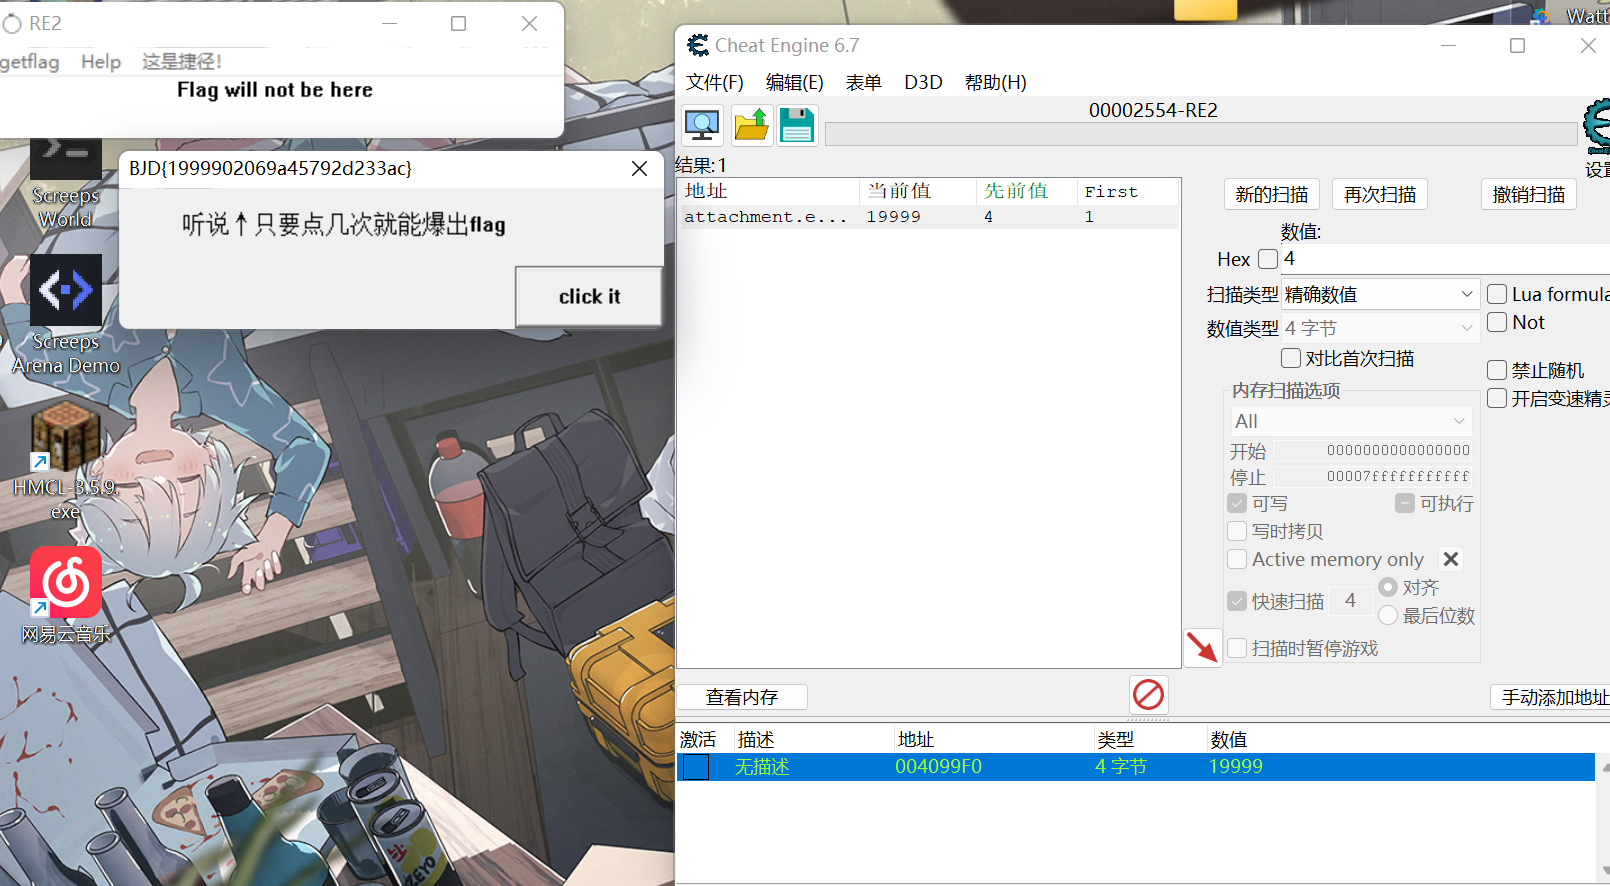 RE2
getflag Help 这是捷径!
Flag will not be here
BJD{1999902069a45792d233ac}
听说↑只要点几次就能爆出flag
click it
Screeps
World
Screeps
Arena Demo
HMCL-3.5.9.
exe
网易云音乐
ZEYO
Watt
Cheat Engine 6.7
文件(F) 编辑(E) 表单 D3D 帮助(H)
00002554-RE2
结果:1
设置
地址 当前值 先前值 First
attachment.e... 19999 4 1
新的扫描 再次扫描 撤销扫描
数值:
Hex 4
扫描类型 精确数值 Lua formula
数值类型 4 字节 Not
对比首次扫描
禁止随机
内存扫描选项 开启变速精灵
All
开始 0000000000000000
停止 00007fffffffffff
可写 可执行
写时拷贝
Active memory only
快速扫描 4 对齐
最后位数
扫描时暂停游戏
查看内存 手动添加地址
激活 描述 地址 类型 数值
无描述 004099F0 4 字节 19999